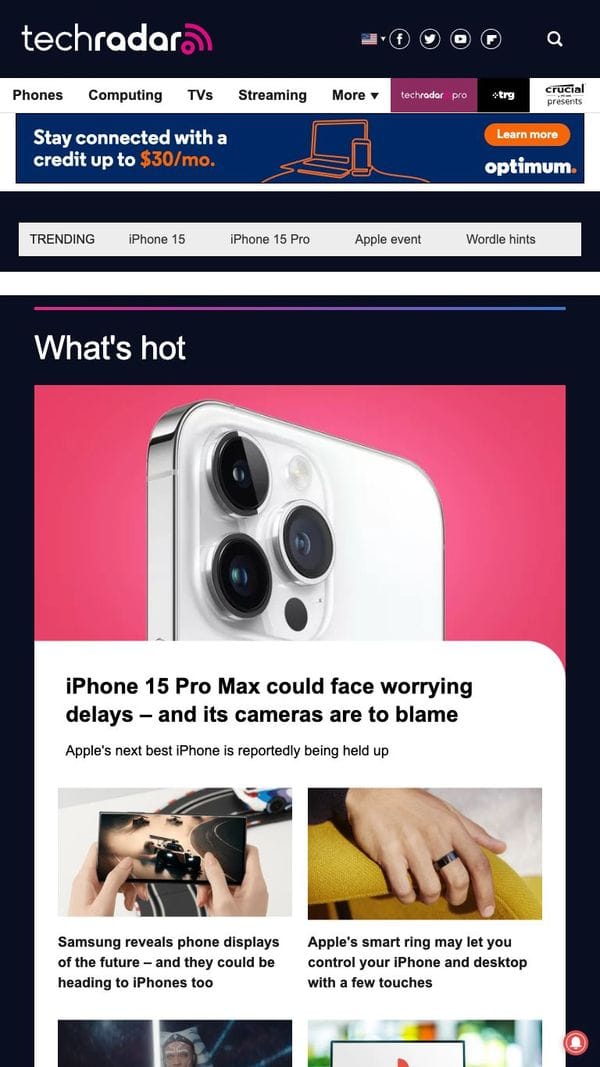 techradar
Phones Computing TVs Streaming More ▼ techradar pro trg crucial
presents
Stay connected with a
credit up to $30/mo.
Learn more
optimum.
TRENDING iPhone 15 iPhone 15 Pro Apple event Wordle hints
What's hot
iPhone 15 Pro Max could face worrying
delays – and its cameras are to blame
Apple's next best iPhone is reportedly being held up
Samsung reveals phone displays
of the future – and they could be
heading to iPhones too
Apple's smart ring may let you
control your iPhone and desktop
with a few touches